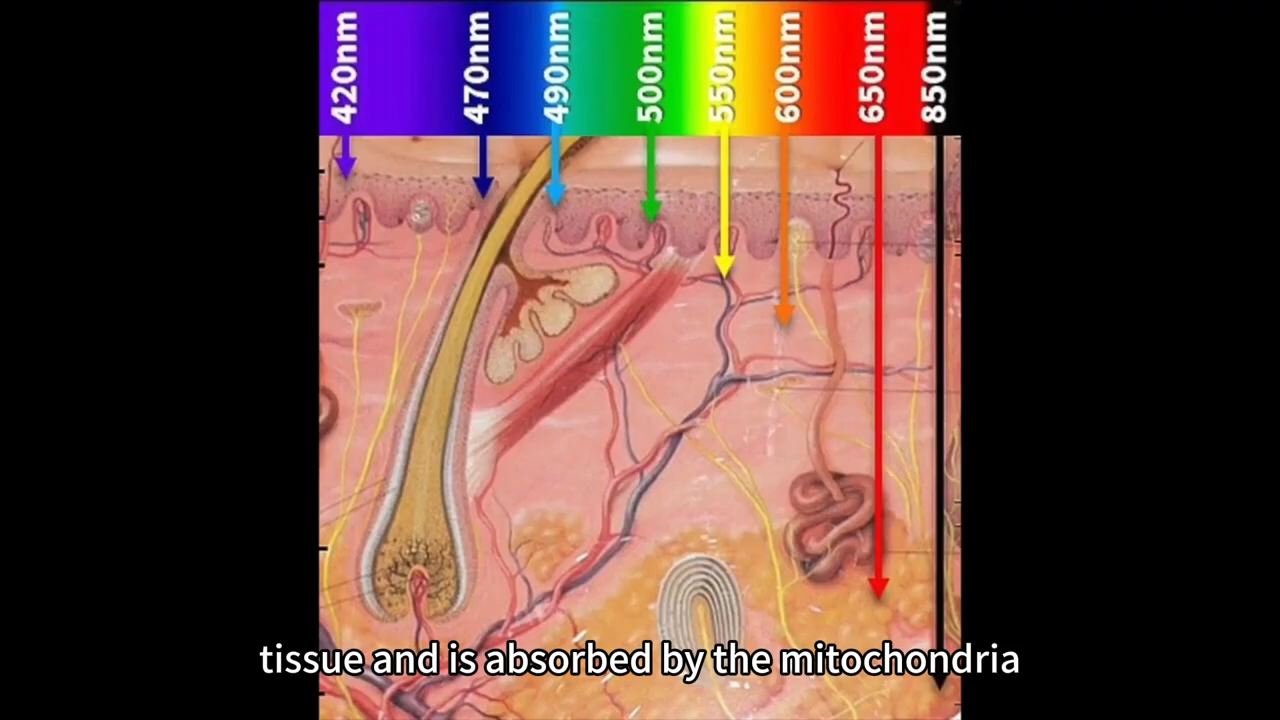 420nm
470nm
490nm
500nm
550nm
600nm
650nm
850nm
tissue and is absorbed by the mitochondria